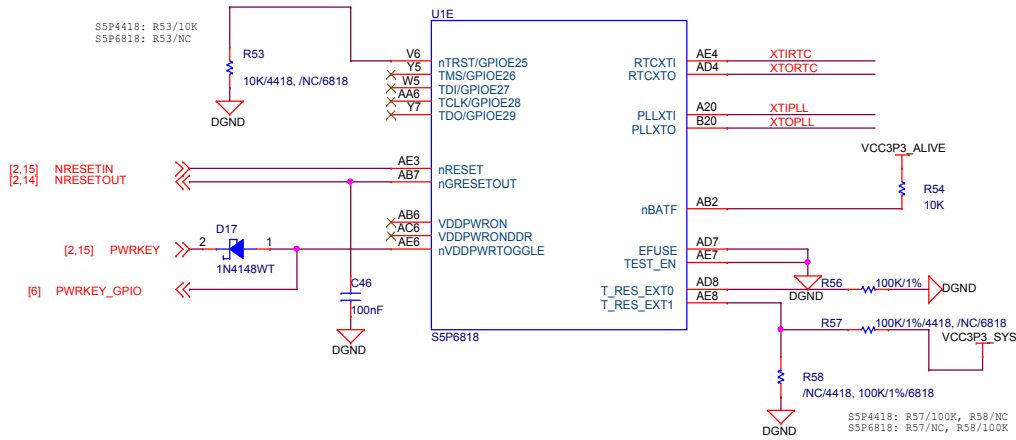 U1E
S5P4418: R53/10K
S5P6818: R53/NC
R53
10K/4418, /NC/6818
DGND
V6
Y5
W5
AA6
Y7
nTRST/GPIOE25
TMS/GPIOE26
TDI/GPIOE27
TCLK/GPIOE28
TDO/GPIOE29
RTCXTI
RTCXTO
AE4
AD4
XTIRTC
XTORTC
PLLXTI
PLLXTO
A20
B20
XTIPLL
XTOPLL
VCC3P3_ALIVE
[2,15] NRESETIN
[2,14] NRESETOUT
AE3
AB7
nRESET
nGRESETOUT
R54
10K
nBATF
AB2
D17
[2,15] PWRKEY
2
1
1N4148WT
AB6
AC6
AE6
VDDPWRON
VDDPWRONDDR
nVDDPWRTOGGLE
EFUSE
TEST_EN
AD7
AE7
[6] PWRKEY_GPIO
C46
100nF
DGND
T_RES_EXT0
T_RES_EXT1
AD8
AE8
DGND
R56
100K/1%
DGND
S5P6818
R57
100K/1%/4418, /NC/6818
VCC3P3_SYS
R58
/NC/4418, 100K/1%/6818
DGND
S5P4418: R57/100K, R58/NC
S5P6818: R57/NC, R58/100K